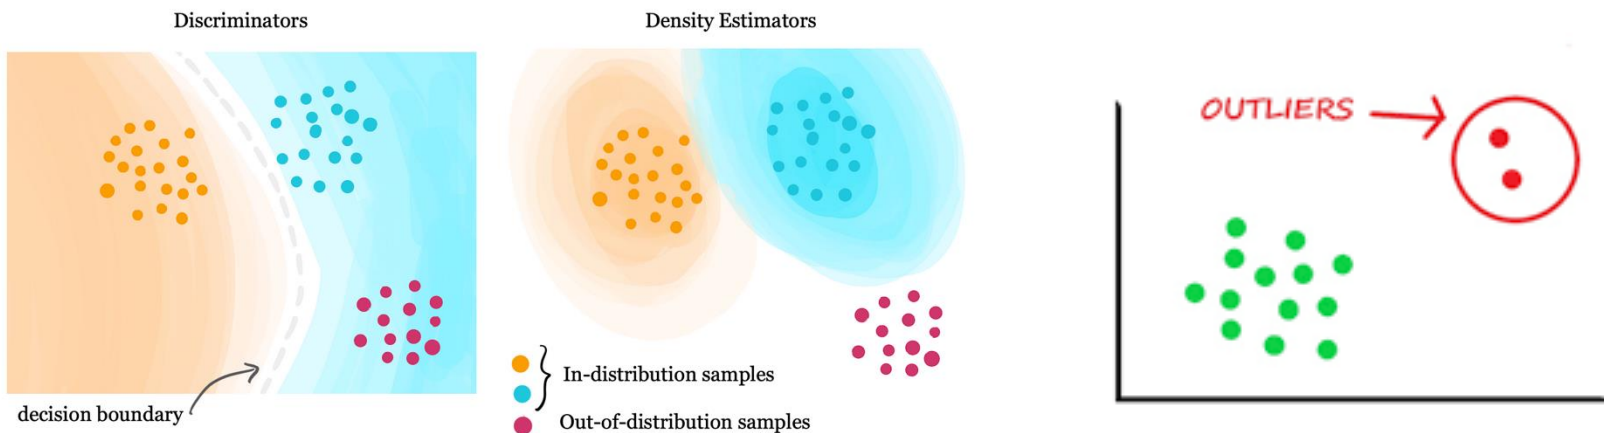 Discriminators
decision boundary
Density Estimators
In-distribution samples
Out-of-distribution samples
OUTLIERS